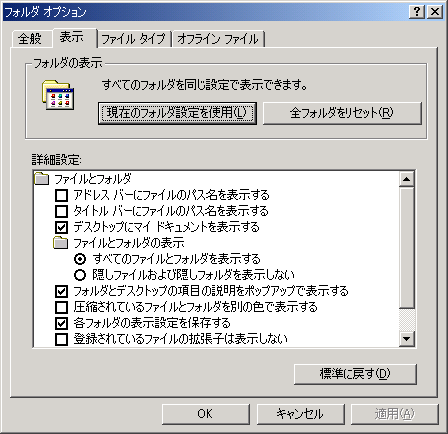 フォルダ オプション
全般
表示
ファイル タイプ
オフライン ファイル
フォルダの表示
すべてのフォルダを同じ設定で表示できます。
現在のフォルダ設定を使用(L)
全フォルダをリセット(R)
詳細設定:
ファイルとフォルダ
アドレス バーにファイルのパス名を表示する
タイトル バーにファイルのパス名を表示する
デスクトップにマイ ドキュメントを表示する
ファイルとフォルダの表示
すべてのファイルとフォルダを表示する
隠しファイルおよび隠しフォルダを表示しない
フォルダとデスクトップの項目の説明をポップアップで表示する
圧縮されているファイルとフォルダを別の色で表示する
各フォルダの表示設定を保存する
登録されているファイルの拡張子は表示しない
標準に戻す(D)
OK
キャンセル
適用(A)